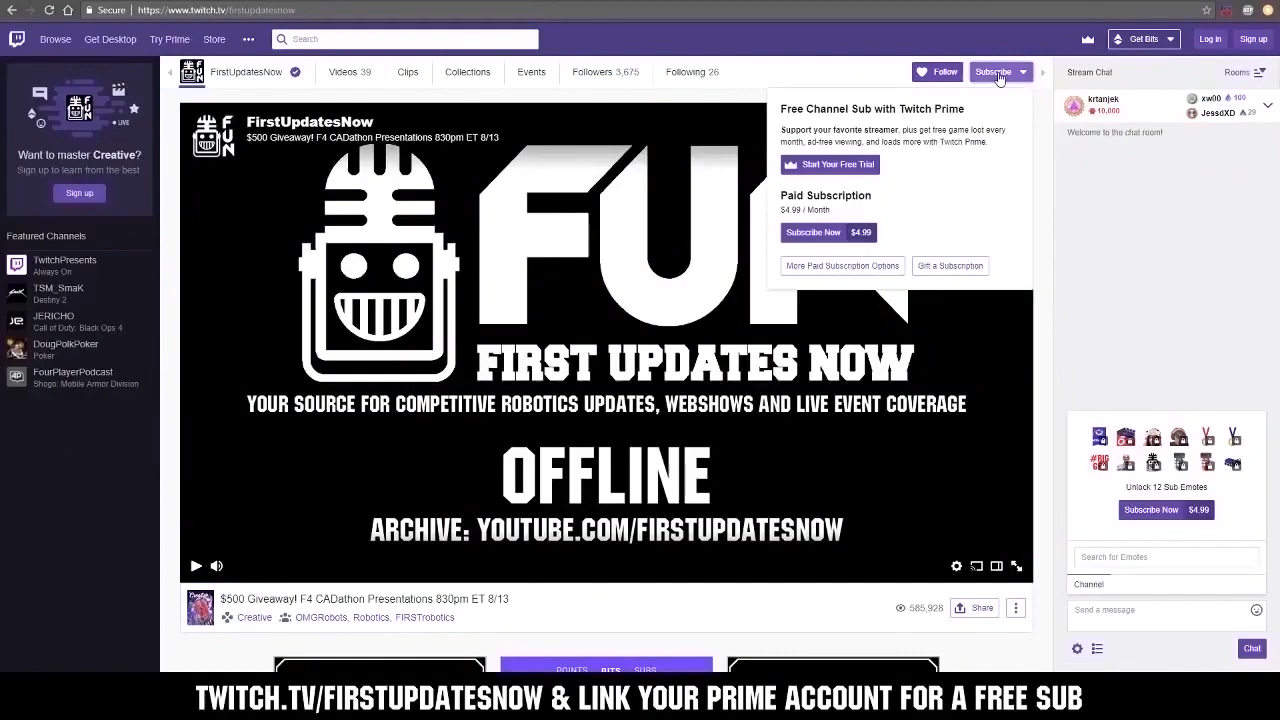 Secure
https://www.twitch.tv/firstupdatesnow
Browse
Get Desktop
Try Prime
Store
Search
Get Bits
Log in
Sign up
FUN
LIVE
Want to master Creative?
Sign up to learn from the best
Sign up
Featured Channels
TwitchPresents
Always On
TSM_SmaK
Destiny 2
JERICHO
Call of Duty: Black Ops 4
DougPolkPoker
Poker
FourPlayerPodcast
Shogo: Mobile Armor Division
FirstUpdatesNow
Videos 39
Clips
Collections
Events
Followers 3,675
Following 26
Follow
Subscribe
Free Channel Sub with Twitch Prime
Support your favorite streamer, plus get free game loot every
month, ad-free viewing, and loads more with Twitch Prime.
Start Your Free Trial
Paid Subscription
$4.99 / Month
Subscribe Now $4.99
More Paid Subscription Options
Gift a Subscription
FUN
FirstUpdatesNow
$500 Giveaway! F4 CADathon Presentations 830pm ET 8/13
FIRST UPDATES NOW
YOUR SOURCE FOR COMPETITIVE ROBOTICS UPDATES, WEBSHOWS AND LIVE EVENT COVERAGE
OFFLINE
ARCHIVE: YOUTUBE.COM/FIRSTUPDATESNOW
$500 Giveaway! F4 CADathon Presentations 830pm ET 8/13
Creative
OMGRobots, Robotics, FIRSTrobotics
585,928
Share
POINTS BITS SUBS
Stream Chat
Rooms
krtanjek
10,000
xw00 100
JessdXD 29
Welcome to the chat room!
Unlock 12 Sub Emotes
Subscribe Now $4.99
Search for Emotes
Channel
Send a message
Chat
TWITCH.TV/FIRSTUPDATESNOW & LINK YOUR PRIME ACCOUNT FOR A FREE SUB